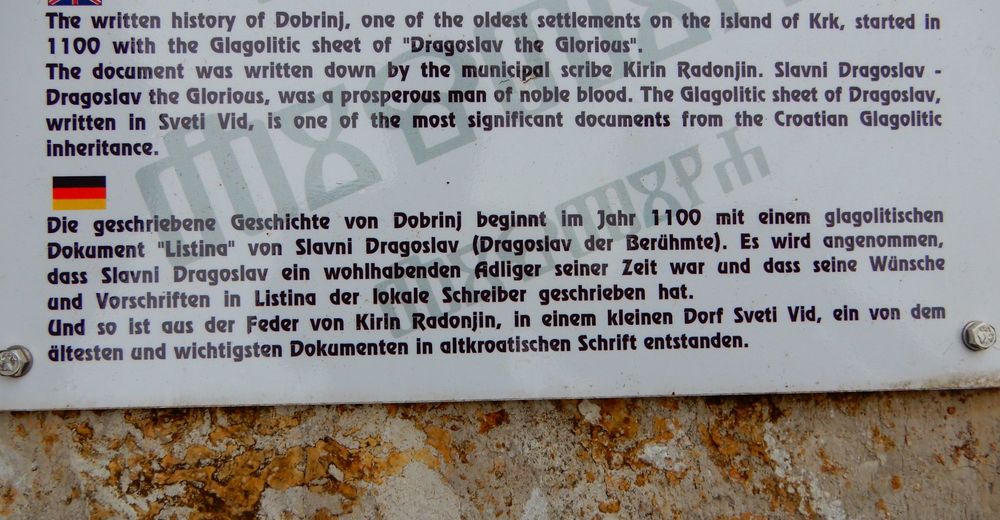 The written history of Dobrinj, one of the oldest settlements on the island of Krk, started in
1100 with the Glagolitic sheet of "Dragoslav the Glorious".
The document was written down by the municipal scribe Kirin Radonjin. Slavni Dragoslav -
Dragoslav the Glorious, was a prosperous man of noble blood. The Glagolitic sheet of Dragoslav,
written in Sveti Vid, is one of the most significant documents from the Croatian Glagolitic
inheritance.
Die geschriebene Geschichte von Dobrinj beginnt im Jahr 1100 mit einem glagolitischen
Dokument "Listina" von Slavni Dragoslav (Dragoslav der Berühmte). Es wird angenommen,
dass Slavni Dragoslav ein wohlhabenden Adliger seiner Zeit war und dass seine Wünsche
und Vorschriften in Listina der lokale Schreiber geschrieben hat.
Und so ist aus der Feder von Kirin Radonjin, in einem kleinen Dorf Sveti Vid, ein von dem
ältesten und wichtigsten Dokumenten in altkroatischen Schrift entstanden.